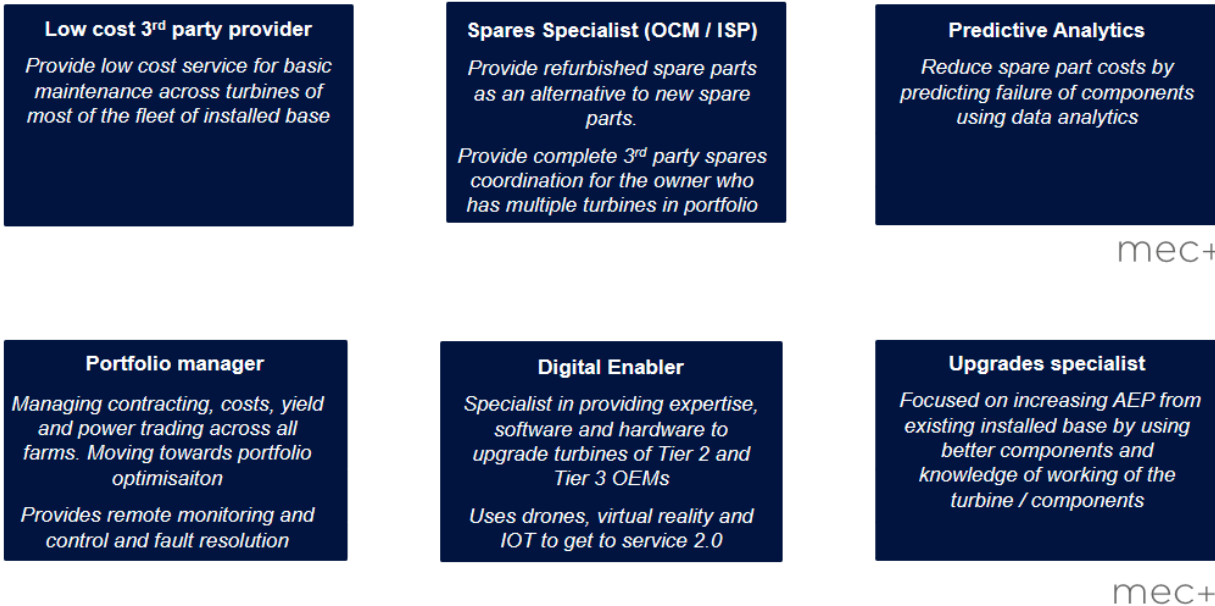 Low cost 3rd party provider
Provide low cost service for basic
maintenance across turbines of
most of the fleet of installed base
Spares Specialist (OCM / ISP)
Provide refurbished spare parts
as an alternative to new spare
parts.
Provide complete 3rd party spares
coordination for the owner who
has multiple turbines in portfolio
Predictive Analytics
Reduce spare part costs by
predicting failure of components
using data analytics
mec+
Portfolio manager
Managing contracting, costs, yield
and power trading across all
farms. Moving towards portfolio
optimisaiton
Provides remote monitoring and
control and fault resolution
Digital Enabler
Specialist in providing expertise,
software and hardware to
upgrade turbines of Tier 2 and
Tier 3 OEMs
Uses drones, virtual reality and
IOT to get to service 2.0
Upgrades specialist
Focused on increasing AEP from
existing installed base by using
better components and
knowledge of working of the
turbine / components
mec+